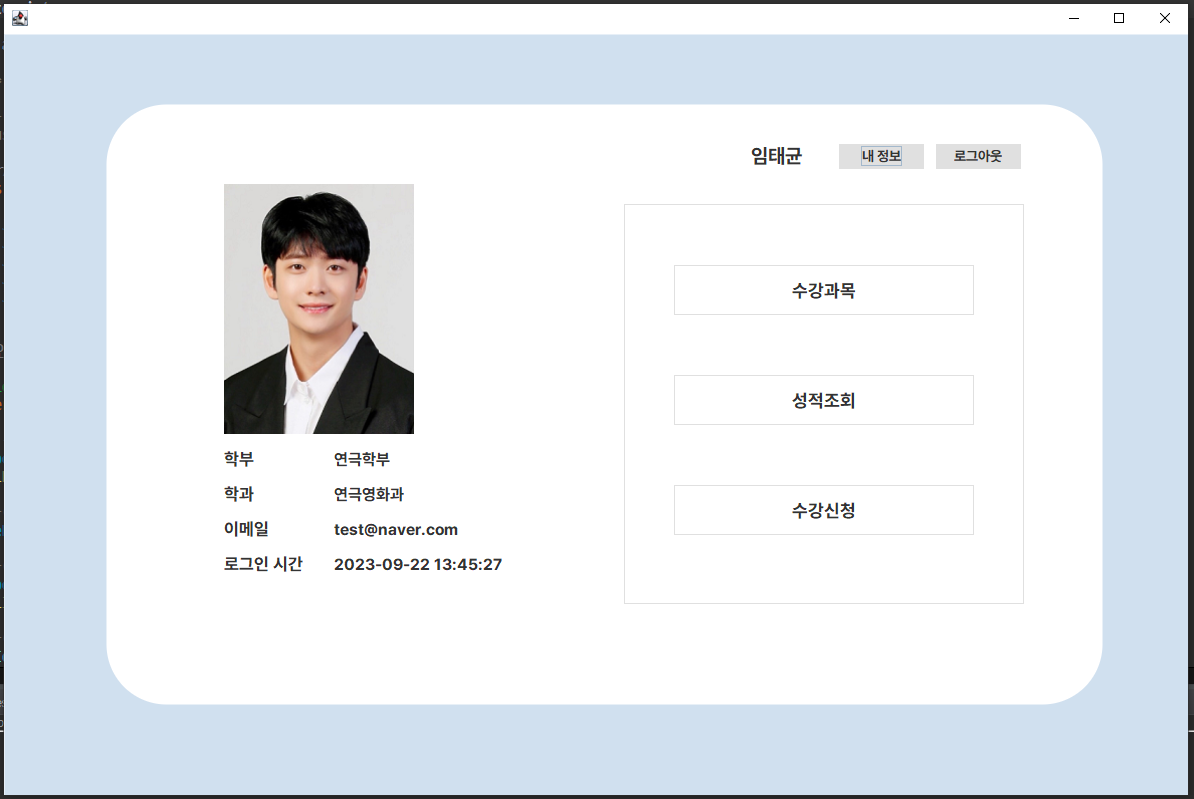 임태균 내 정보 로그아웃
수강과목
성적조회
수강신청
학부 연극학부
학과 연극영화과
이메일 test@naver.com
로그인 시간 2023-09-22 13:45:27